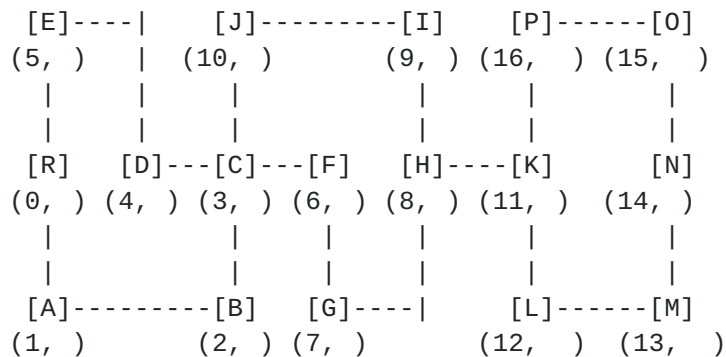 [E]----|    [J]---------[I]    [P]------[O]
(5, )  |  (10, )       (9, ) (16,   ) (15,   )
  |    |    |           |      |        |
  |    |    |           |      |        |
 [R]   [D]---[C]---[F]   [H]----[K]      [N]
(0, ) (4, ) (3, ) (6, ) (8, ) (11, )  (14, )
  |          |     |     |      |        |
  |          |     |     |      |        |
 [A]---------[B]   [G]----|     [L]------[M]
(1, )       (2, ) (7, )       (12,   ) (13,   )